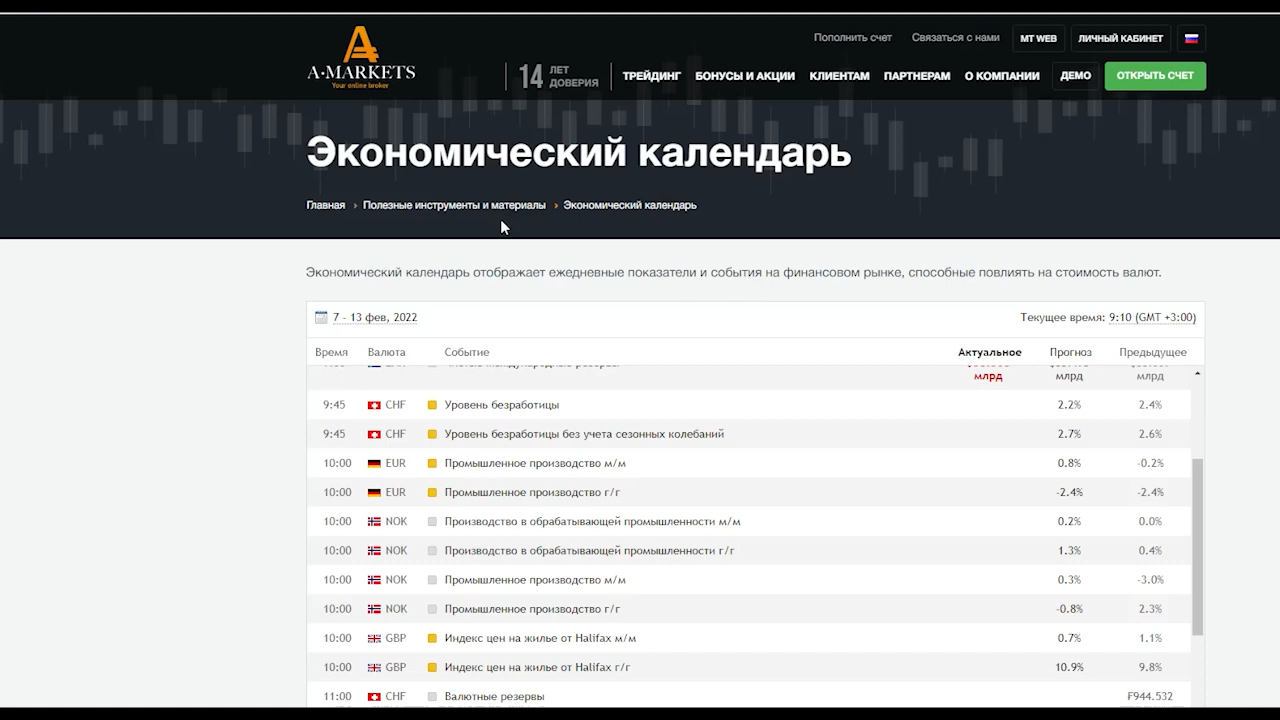 Пополнить счет Связаться с нами MT WEB ЛИЧНЫЙ КАБИНЕТ
A·MARKETS
Your online broker
14 ЛЕТ ДОВЕРИЯ
ТРЕЙДИНГ БОНУСЫ И АКЦИИ КЛИЕНТАМ ПАРТНЕРАМ О КОМПАНИИ ДЕМО ОТКРЫТЬ СЧЕТ
Экономический календарь
Главная › Полезные инструменты и материалы › Экономический календарь
Экономический календарь отображает ежедневные показатели и события на финансовом рынке, способные повлиять на стоимость валют.
7 - 13 фев, 2022 Текущее время: 9:10 (GMT +3:00)
Время Валюта Событие Актуальное Прогноз Предыдущее
млрд млрд млрд
9:45 CHF Уровень безработицы 2.2% 2.4%
9:45 CHF Уровень безработицы без учета сезонных колебаний 2.7% 2.6%
10:00 EUR Промышленное производство м/м 0.8% -0.2%
10:00 EUR Промышленное производство г/г -2.4% -2.4%
10:00 NOK Производство в обрабатывающей промышленности м/м 0.2% 0.0%
10:00 NOK Производство в обрабатывающей промышленности г/г 1.3% 0.4%
10:00 NOK Промышленное производство м/м 0.3% -3.0%
10:00 NOK Промышленное производство г/г -0.8% 2.3%
10:00 GBP Индекс цен на жилье от Halifax м/м 0.7% 1.1%
10:00 GBP Индекс цен на жилье от Halifax г/г 10.9% 9.8%
11:00 CHF Валютные резервы ₣944.532